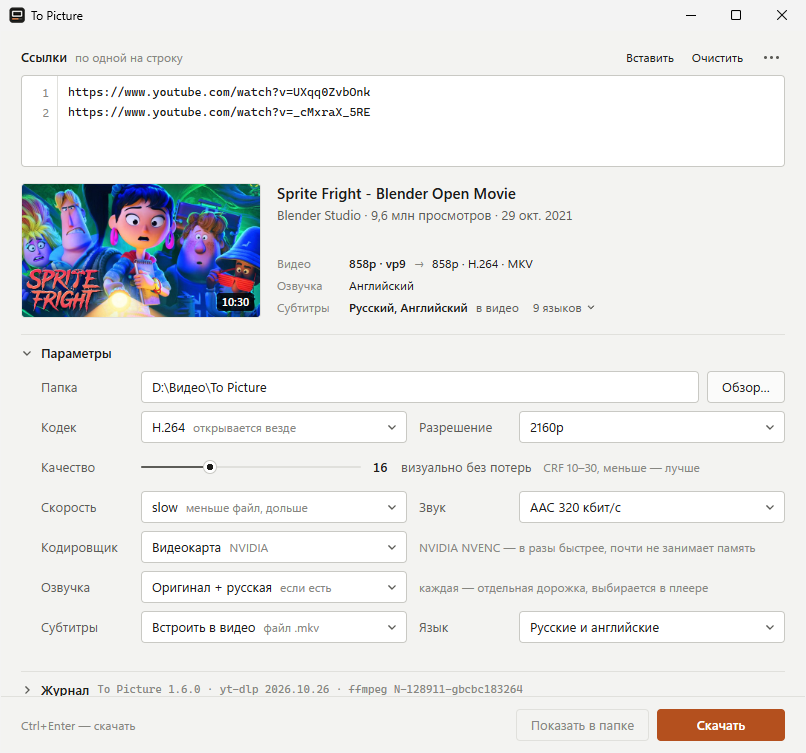 To Picture
Ссылки по одной на строку Вставить Очистить ···
1 https://www.youtube.com/watch?v=UXqq0ZvbOnk
2 https://www.youtube.com/watch?v=_cMxraX_5RE
Sprite Fright - Blender Open Movie
Blender Studio · 9,6 млн просмотров · 29 окт. 2021
SPRITE
FRIGHT
10:30
Видео 858p · vp9 → 858p · H.264 · MKV
Озвучка Английский
Субтитры Русский, Английский в видео 9 языков
Параметры
Папка D:\Видео\To Picture Обзор...
Кодек H.264 открывается везде Разрешение 2160p
Качество 16 визуально без потерь CRF 10–30, меньше — лучше
Скорость slow меньше файл, дольше Звук AAC 320 кбит/с
Кодировщик Видеокарта NVIDIA NVIDIA NVENC — в разы быстрее, почти не занимает память
Озвучка Оригинал + русская если есть каждая — отдельная дорожка, выбирается в плеере
Субтитры Встроить в видео файл .mkv Язык Русские и английские
Журнал To Picture 1.6.0 · yt-dlp 2026.10.26 · ffmpeg N-128911-gbcbc183264
Ctrl+Enter — скачать Показать в папке Скачать